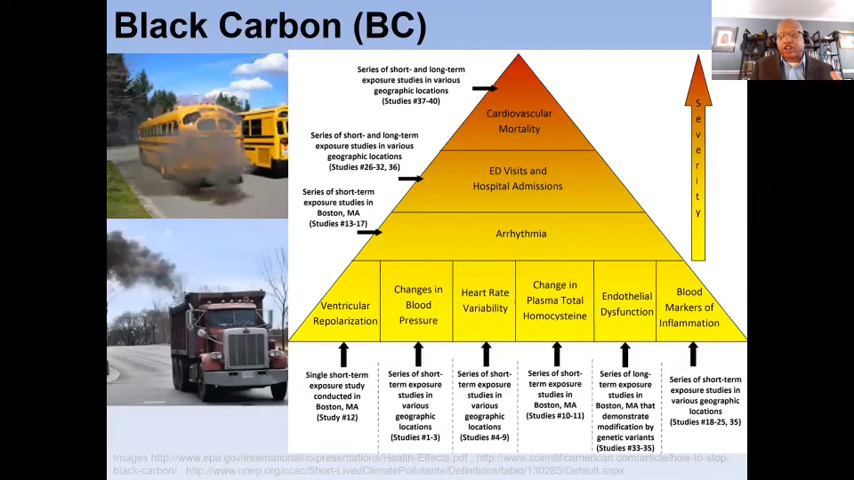 Black Carbon (BC)
Series of short- and long-term
exposure studies in various
geographic locations
(Studies #37-40)
Cardiovascular
Mortality
Series of short- and long-term
exposure studies in various
geographic locations
(Studies #26-32, 36)
ED Visits and
Hospital Admissions
Series of short-term
exposure studies in
Boston, MA
(Studies #13-17)
Arrhythmia
Severity
Ventricular
Repolarization
Changes in
Blood
Pressure
Heart Rate
Variability
Change in
Plasma Total
Homocysteine
Endothelial
Dysfunction
Blood
Markers of
Inflammation
Single short-term
exposure study
conducted in
Boston, MA
(Study #12)
Series of short-
term exposure
studies in
various
geographic
locations
(Studies #1-3)
Series of short-
term exposure
studies in
various
geographic
locations
(Studies #4-9)
Series of short-
term exposure
studies in
Boston, MA
(Studies #10-11)
Series of long-
term exposure
studies in
Boston, MA that
demonstrate
modification by
genetic variants
(Studies #33-35)
Series of short-term
exposure studies in
various geographic
locations
(Studies #18-25, 35)
Images http://www.epa.gov/international/io/presentations/Health-Effects.pdf ; http://www.scientificamerican.com/article/how-to-stop-
black-carbon/ ; http://www.unep.org/ccac/Short-LivedClimatePollutants/Definitions/tabid/130285/Default.aspx